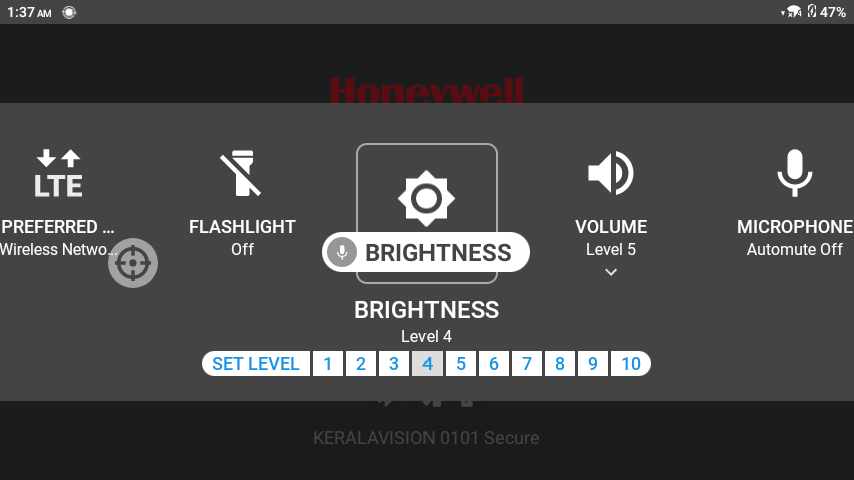 1:37 AM
47%
Honeywell
LTE
PREFERRED ...
Wireless Netwo...
FLASHLIGHT
Off
BRIGHTNESS
VOLUME
Level 5
MICROPHONE
Automute Off
BRIGHTNESS
Level 4
SET LEVEL 1 2 3 4 5 6 7 8 9 10
KERALAVISION 0101 Secure